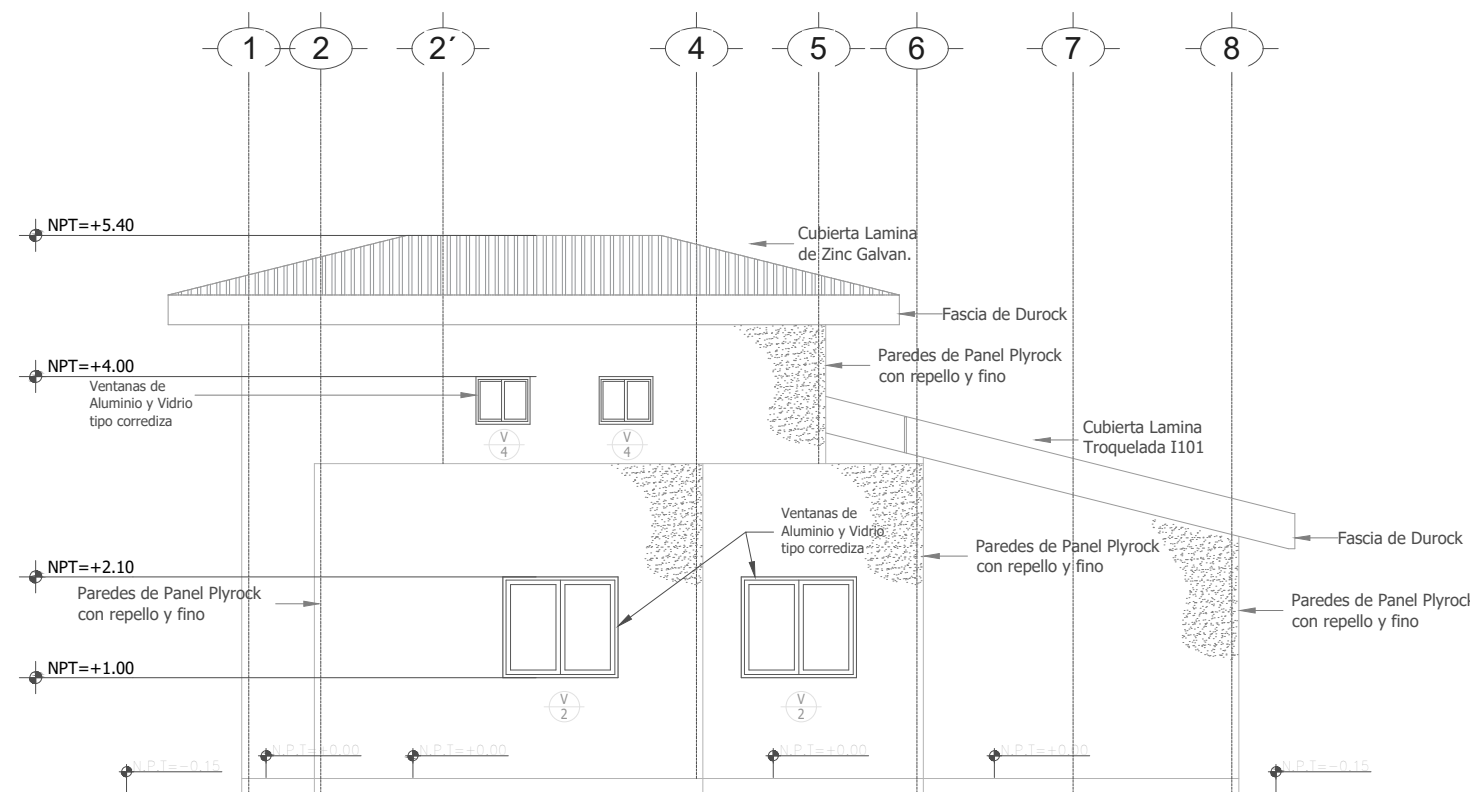 1 2 2´ 4 5 6 7 8
NPT=+5.40
Cubierta Lamina
de Zinc Galvan.
Fascia de Durock
Paredes de Panel Plyrock
con repello y fino
NPT=+4.00
Ventanas de
Aluminio y Vidrio
tipo corrediza
V
4
V
4
Cubierta Lamina
Troquelada I101
Ventanas de
Aluminio y Vidrio
tipo corrediza
Fascia de Durock
Paredes de Panel Plyrock
con repello y fino
NPT=+2.10
Paredes de Panel Plyrock
con repello y fino
Paredes de Panel Plyrock
con repello y fino
NPT=+1.00
V
2
V
2
N.P.T=+0.00
N.P.T=+0.00
N.P.T=+0.00
N.P.T=+0.00
N.P.T=-0.15
N.P.T=-0.15